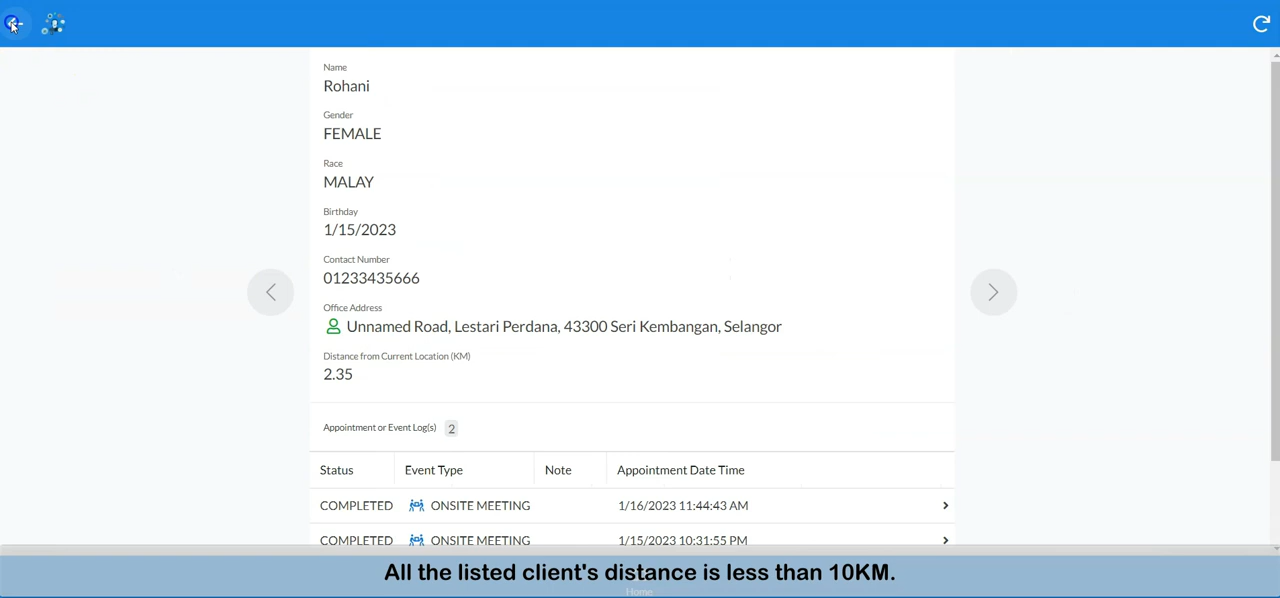 Name
Rohani
Gender
FEMALE
Race
MALAY
Birthday
1/15/2023
Contact Number
01233435666
Office Address
Unnamed Road, Lestari Perdana, 43300 Seri Kembangan, Selangor
Distance from Current Location (KM)
2.35
Appointment or Event Log(s) 2
Status Event Type Note Appointment Date Time
COMPLETED ONSITE MEETING 1/16/2023 11:44:43 AM
COMPLETED ONSITE MEETING 1/15/2023 10:31:55 PM
All the listed client's distance is less than 10KM.
Home